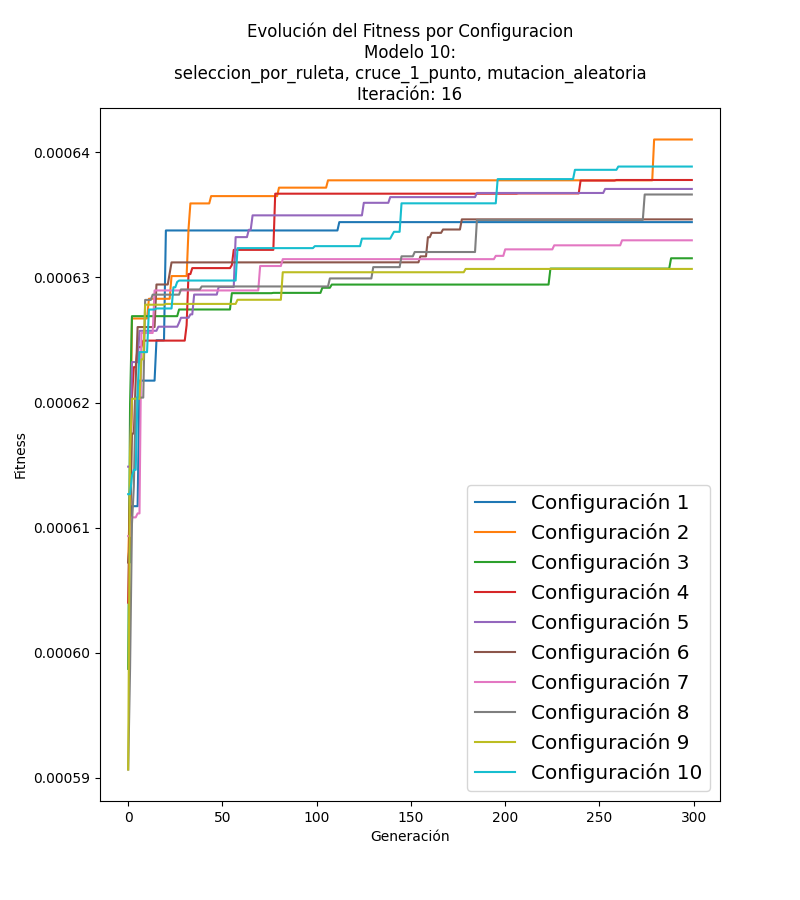 Evolución del Fitness por Configuracion
Modelo 10:
seleccion_por_ruleta, cruce_1_punto, mutacion_aleatoria
Iteración: 16
0.00064
0.00063
0.00062
0.00061
0.00060
0.00059
Fitness
Configuración 1
Configuración 2
Configuración 3
Configuración 4
Configuración 5
Configuración 6
Configuración 7
Configuración 8
Configuración 9
Configuración 10
0 50 100 150 200 250 300
Generación